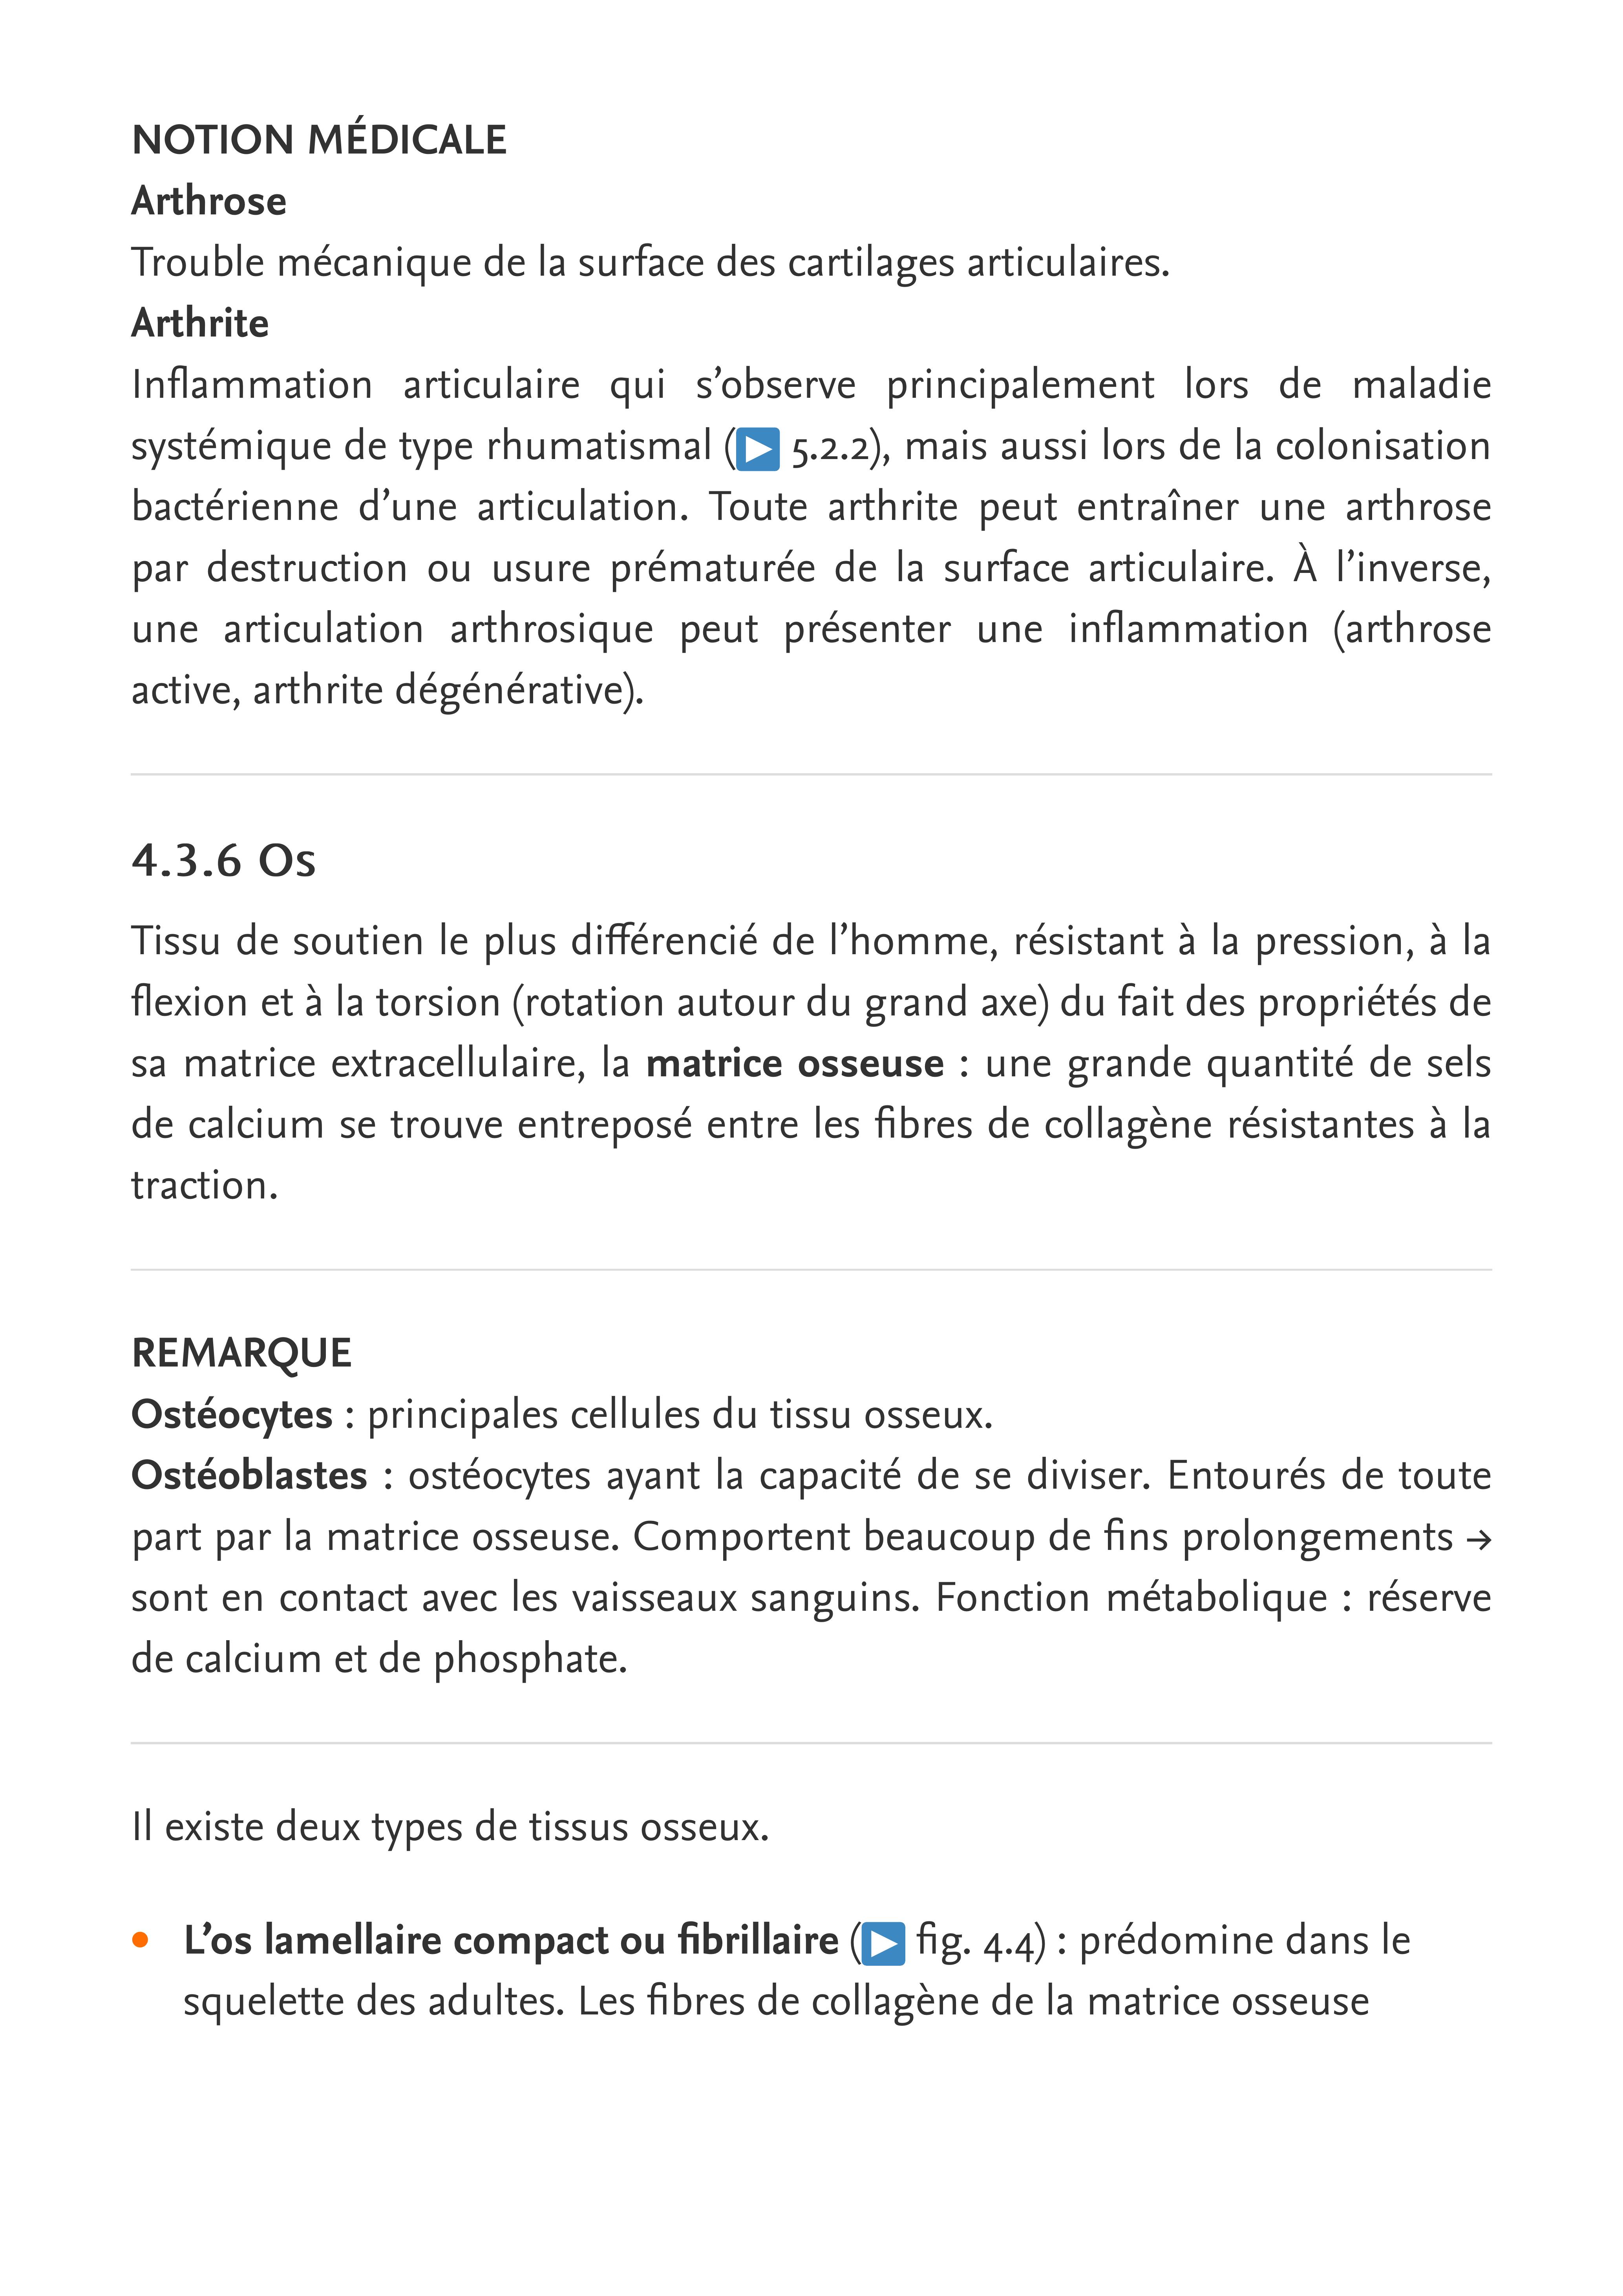 NOTION MÉDICALE
Arthrose
Trouble mécanique de la surface des cartilages articulaires.
Arthrite
Inflammation articulaire qui s’observe principalement lors de maladie
systémique de type rhumatismal (▶ 5.2.2), mais aussi lors de la colonisation
bactérienne d’une articulation. Toute arthrite peut entraîner une arthrose
par destruction ou usure prématurée de la surface articulaire. À l’inverse,
une articulation arthrosique peut présenter une inflammation (arthrose
active, arthrite dégénérative).
4.3.6 Os
Tissu de soutien le plus différencié de l’homme, résistant à la pression, à la
flexion et à la torsion (rotation autour du grand axe) du fait des propriétés de
sa matrice extracellulaire, la matrice osseuse : une grande quantité de sels
de calcium se trouve entreposé entre les fibres de collagène résistantes à la
traction.
REMARQUE
Ostéocytes : principales cellules du tissu osseux.
Ostéoblastes : ostéocytes ayant la capacité de se diviser. Entourés de toute
part par la matrice osseuse. Comportent beaucoup de fins prolongements →
sont en contact avec les vaisseaux sanguins. Fonction métabolique : réserve
de calcium et de phosphate.
Il existe deux types de tissus osseux.
• L’os lamellaire compact ou fibrillaire (▶ fig. 4.4) : prédomine dans le
squelette des adultes. Les fibres de collagène de la matrice osseuse